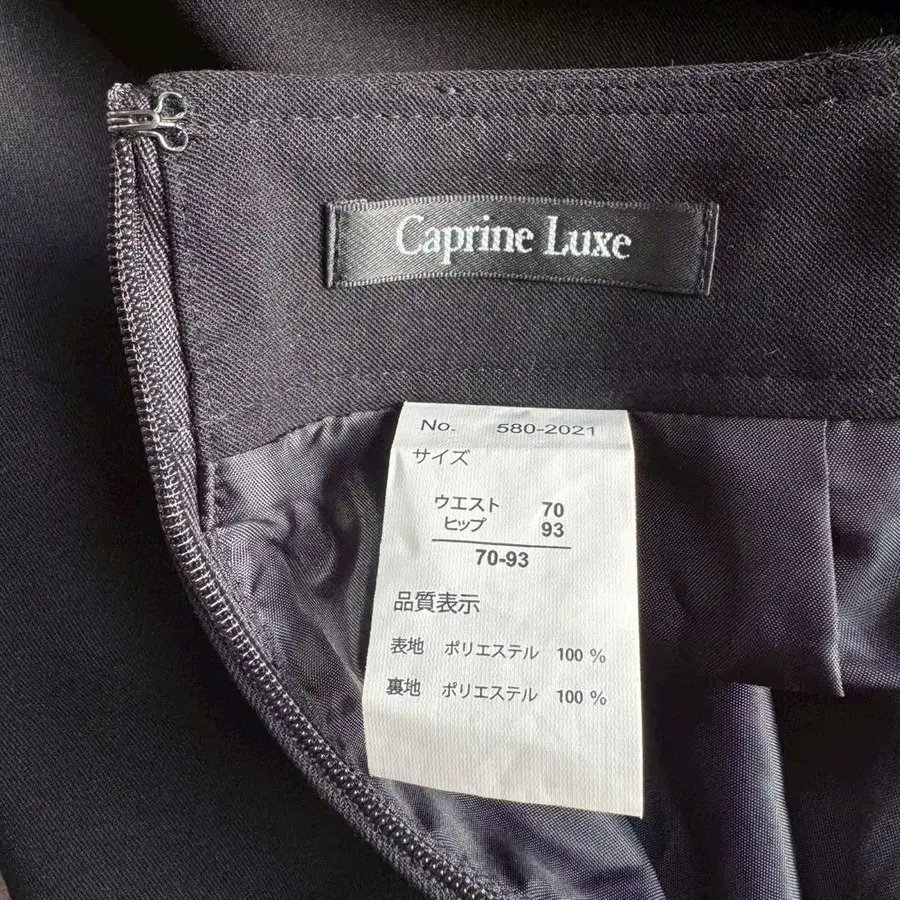 Caprine Luxe
No. 580-2021
サイズ
ウエスト 70
ヒップ 93
70-93
品質表示
表地 ポリエステル 100 %
裏地 ポリエステル 100 %